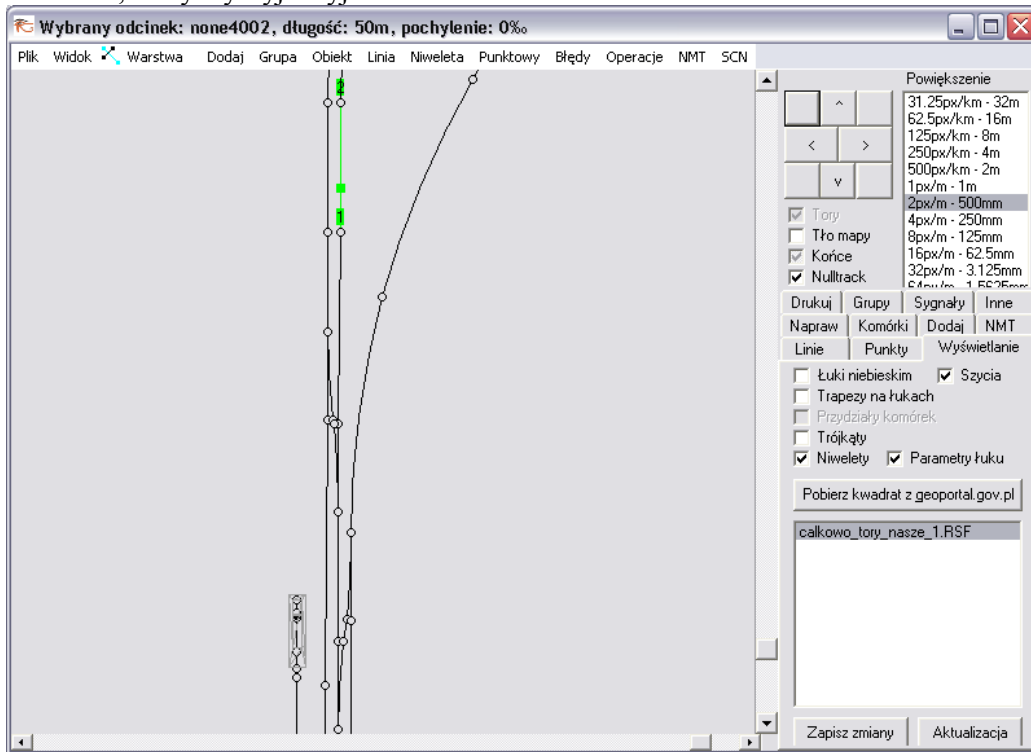 Wybrany odcinek: none4002, długość: 50m, pochylenie: 0‰
Plik Widok Warstwa Dodaj Grupa Obiekt Linia Niweleta Punktowy Błędy Operacje NMT SCN
2
1
^
< >
v
Tory
Tło mapy
Końce
Nulltrack
Powiększenie
31.25px/km - 32m
62.5px/km - 16m
125px/km - 8m
250px/km - 4m
500px/km - 2m
1px/m - 1m
2px/m - 500mm
4px/m - 250mm
8px/m - 125mm
16px/m - 62.5mm
32px/m - 3.125mm
Drukuj Grupy Sygnały Inne
Napraw Komórki Dodaj NMT
Linie Punkty Wyświetlanie
Łuki niebieskim Szycia
Trapezy na łukach
Przydziały komórek
Trójkąty
Niwelety Parametry łuku
Pobierz kwadrat z geoportal.gov.pl
calkowo_tory_nasze_1.RSF
Zapisz zmiany Aktualizacja